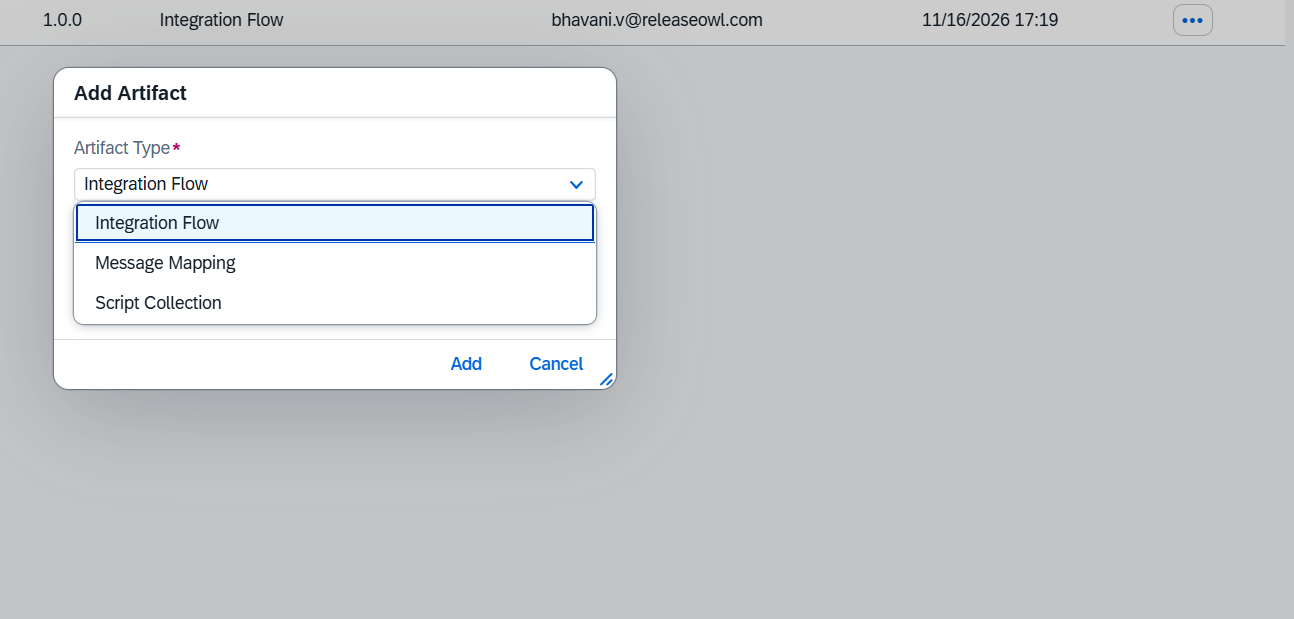 1.0.0 Integration Flow bhavani.v@releaseowl.com 11/16/2026 17:19
Add Artifact
Artifact Type*
Integration Flow
Integration Flow
Message Mapping
Script Collection
Add Cancel